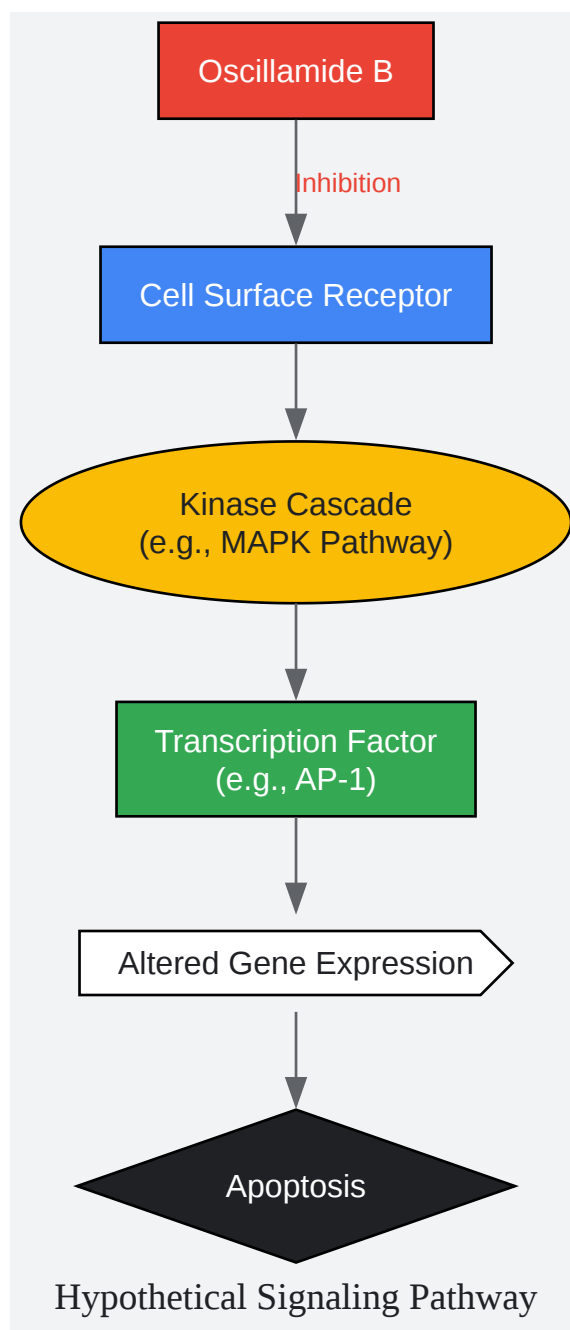 Oscillamide B
Inhibition
Cell Surface Receptor
Kinase Cascade
(e.g., MAPK Pathway)
Transcription Factor
(e.g., AP-1)
Altered Gene Expression
Apoptosis
Hypothetical Signaling Pathway